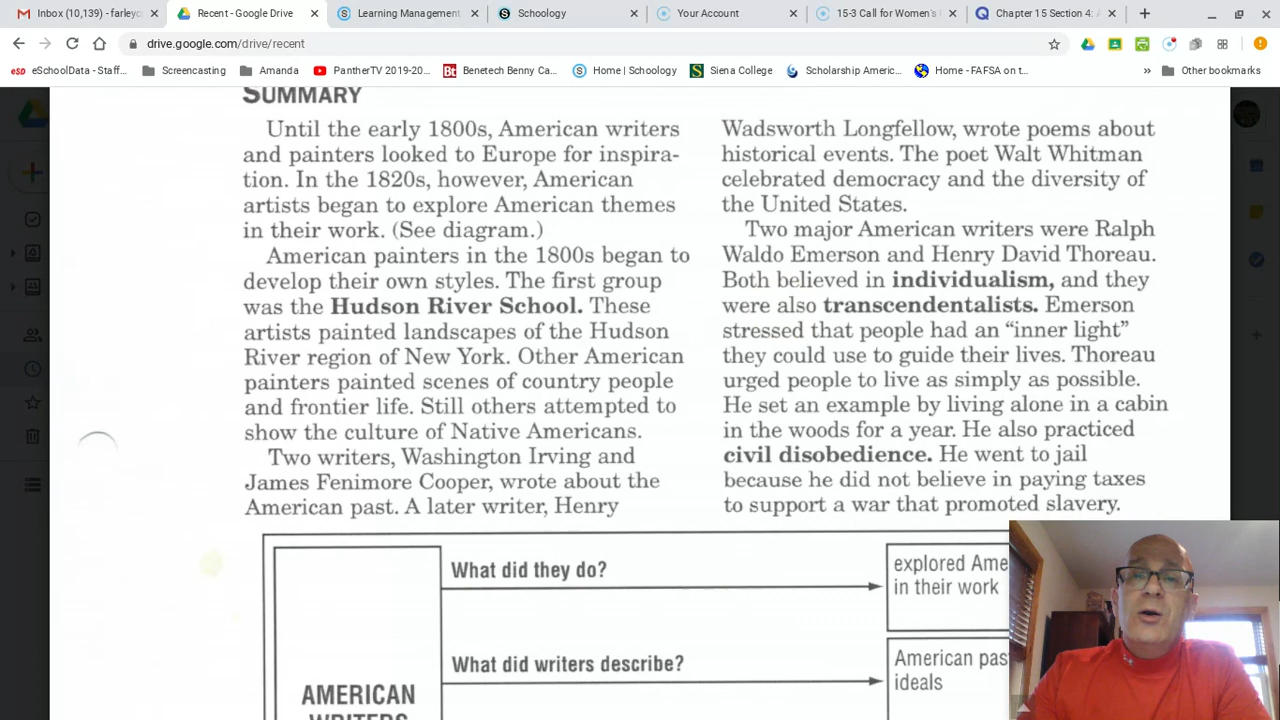 Inbox (10,139) - farleyc
Recent - Google Drive
Learning Management
Schoology
Your Account
15-3 Call for Women's
Chapter 15 Section 4:
drive.google.com/drive/recent
eSchoolData - Staff...
Screencasting
Amanda
PantherTV 2019-20...
Benetech Benny Ca...
Home | Schoology
Siena College
Scholarship Americ...
Home - FAFSA on t...
»
Other bookmarks
SUMMARY
Until the early 1800s, American writers
and painters looked to Europe for inspira-
tion. In the 1820s, however, American
artists began to explore American themes
in their work. (See diagram.)
American painters in the 1800s began to
develop their own styles. The first group
was the Hudson River School. These
artists painted landscapes of the Hudson
River region of New York. Other American
painters painted scenes of country people
and frontier life. Still others attempted to
show the culture of Native Americans.
Two writers, Washington Irving and
James Fenimore Cooper, wrote about the
American past. A later writer, Henry
Wadsworth Longfellow, wrote poems about
historical events. The poet Walt Whitman
celebrated democracy and the diversity of
the United States.
Two major American writers were Ralph
Waldo Emerson and Henry David Thoreau.
Both believed in individualism, and they
were also transcendentalists. Emerson
stressed that people had an “inner light”
they could use to guide their lives. Thoreau
urged people to live as simply as possible.
He set an example by living alone in a cabin
in the woods for a year. He also practiced
civil disobedience. He went to jail
because he did not believe in paying taxes
to support a war that promoted slavery.
AMERICAN
WRITERS
What did they do?
explored Ame
in their work
What did writers describe?
American pas
ideals